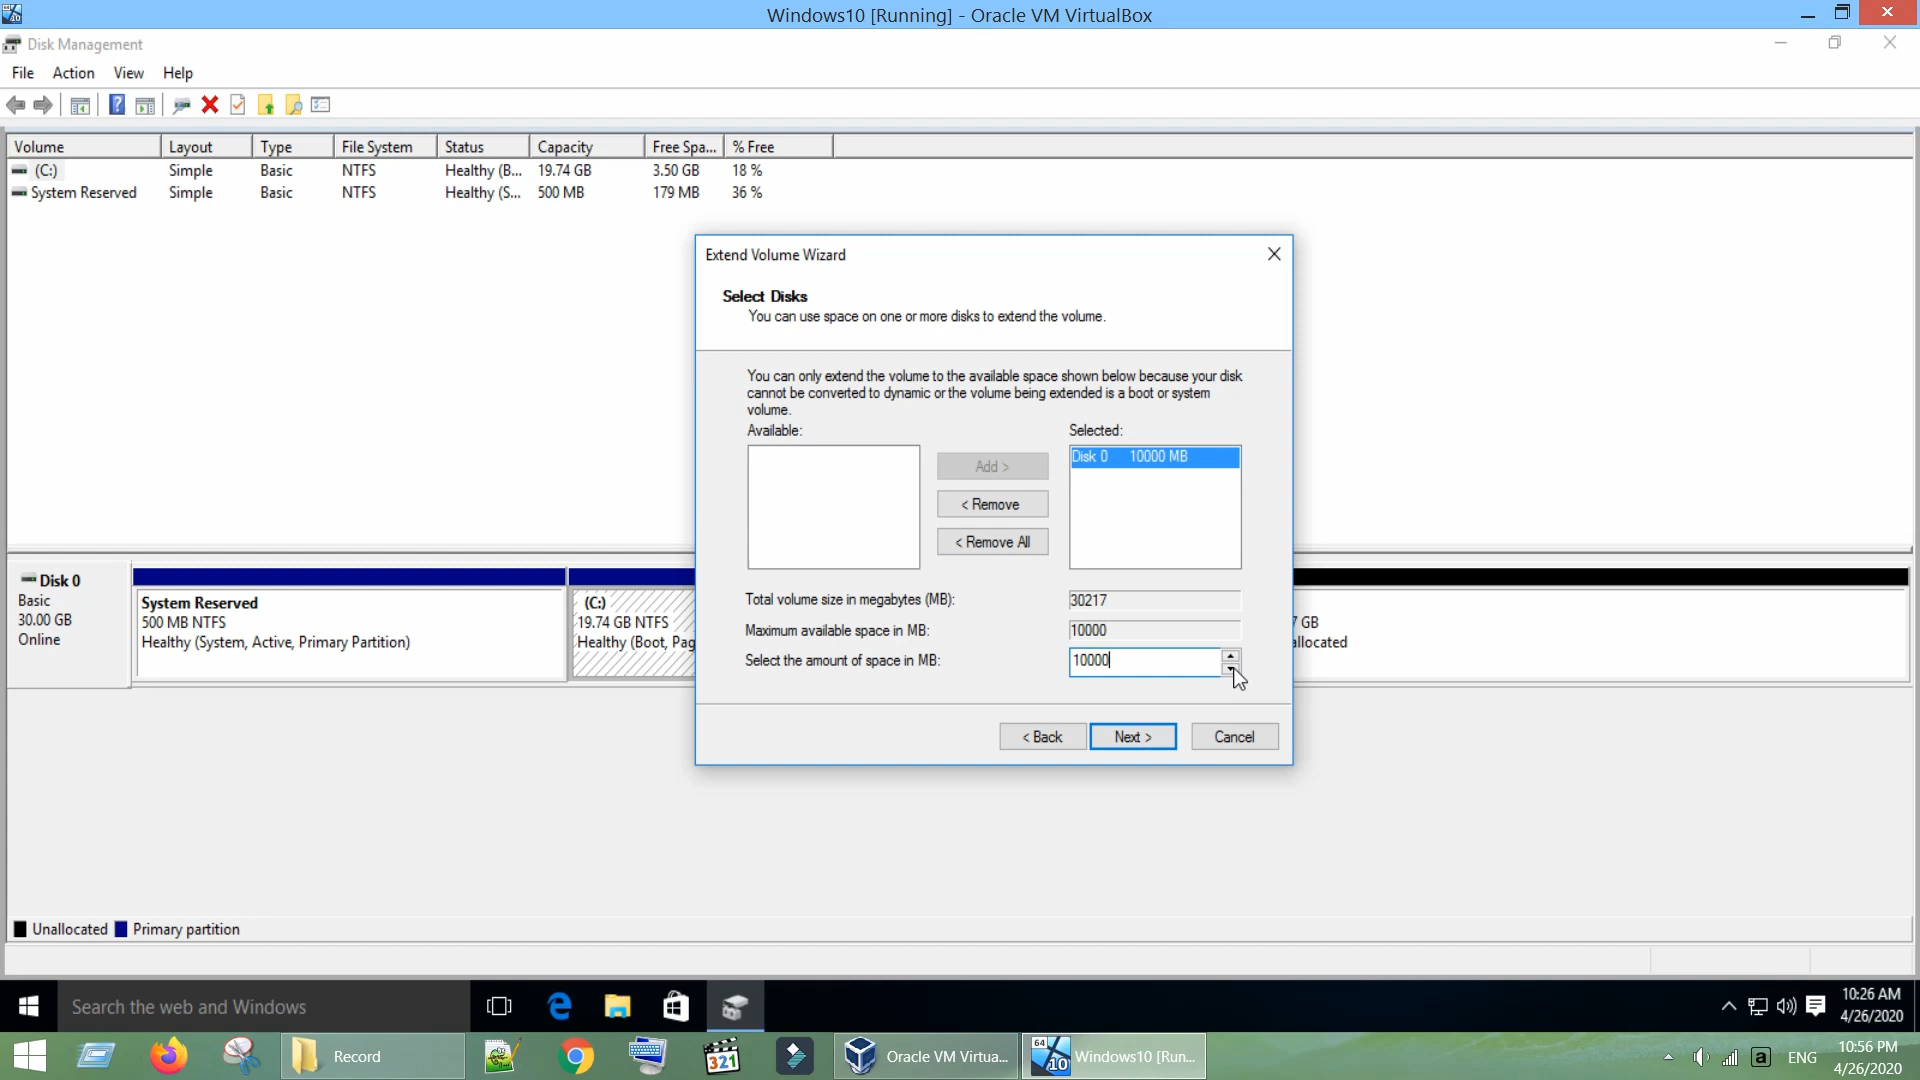 Windows10 [Running] - Oracle VM VirtualBox
Disk Management
File Action View Help
Volume Layout Type File System Status Capacity Free Spa... % Free
(C:) Simple Basic NTFS Healthy (B... 19.74 GB 3.50 GB 18 %
System Reserved Simple Basic NTFS Healthy (S... 500 MB 179 MB 36 %
Extend Volume Wizard
Select Disks
You can use space on one or more disks to extend the volume.
You can only extend the volume to the available space shown below because your disk
cannot be converted to dynamic or the volume being extended is a boot or system
volume.
Available: Selected:
Disk 0 10000 MB
Add >
< Remove
< Remove All
Total volume size in megabytes (MB): 30217
Maximum available space in MB: 10000
Select the amount of space in MB: 10000
< Back Next > Cancel
Disk 0
Basic
30.00 GB
Online
System Reserved
500 MB NTFS
Healthy (System, Active, Primary Partition)
(C:)
19.74 GB NTFS
Healthy (Boot, Pag
7 GB
allocated
Unallocated Primary partition
Search the web and Windows
10:26 AM
4/26/2020
Record
321
Oracle VM Virtua...
64
10
Windows10 [Run...
a
ENG
10:56 PM
4/26/2020